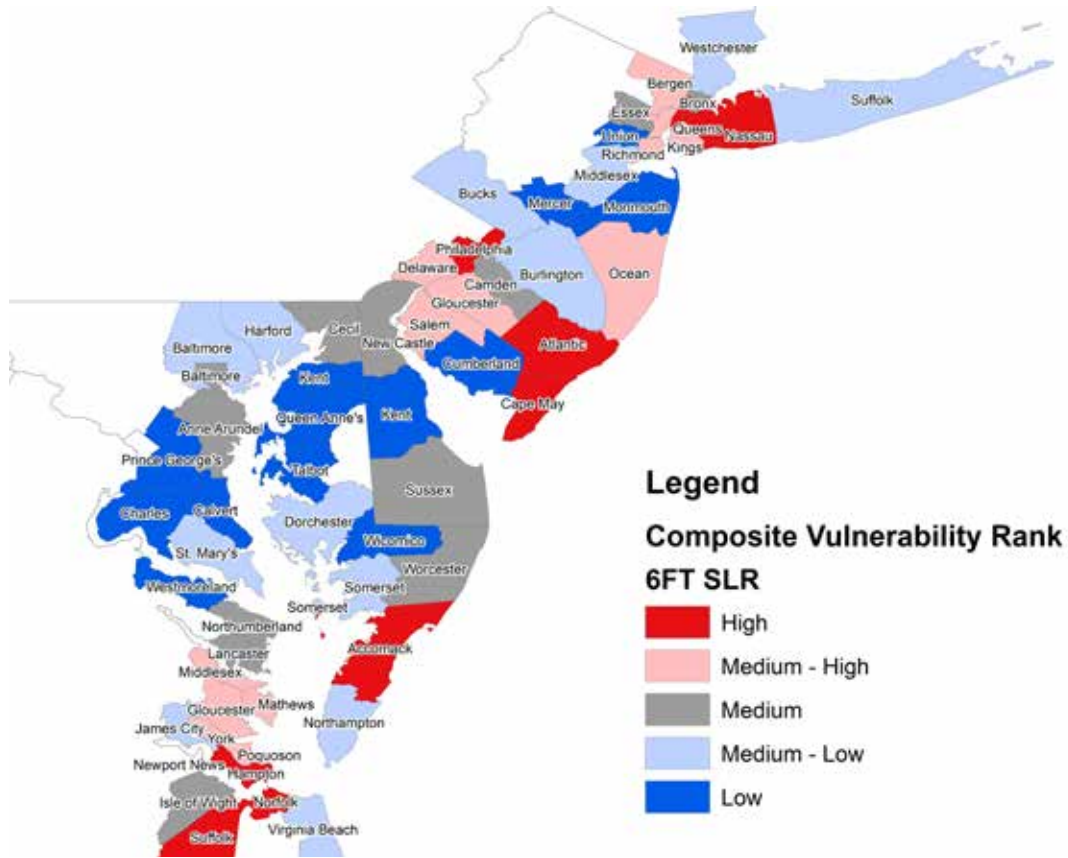 Westchester
Bergen
Suffolk
Essex
Bronx
Union
Queens
Nassau
Richmond
Kings
Middlesex
Bucks
Mercer
Monmouth
Philadelphia
Delaware
Camden
Burlington
Ocean
Gloucester
Salem
Harford
Cecil
New Castle
Baltimore
Atlantic
Cumberland
Baltimore
Kent
Cape May
Queen Anne's
Kent
Anne Arundel
Prince George's
Talbot
Sussex
Charles
Calvert
Dorchester
Wicomico
St. Mary's
Worcester
Westmoreland
Somerset
Somerset
Northumberland
Accomack
Lancaster
Middlesex
Mathews
Gloucester
Northampton
James City
York
Poquoson
Newport News
Hampton
Isle of Wight
Norfolk
Virginia Beach
Suffolk
Legend
Composite Vulnerability Rank
6FT SLR
High
Medium - High
Medium
Medium - Low
Low